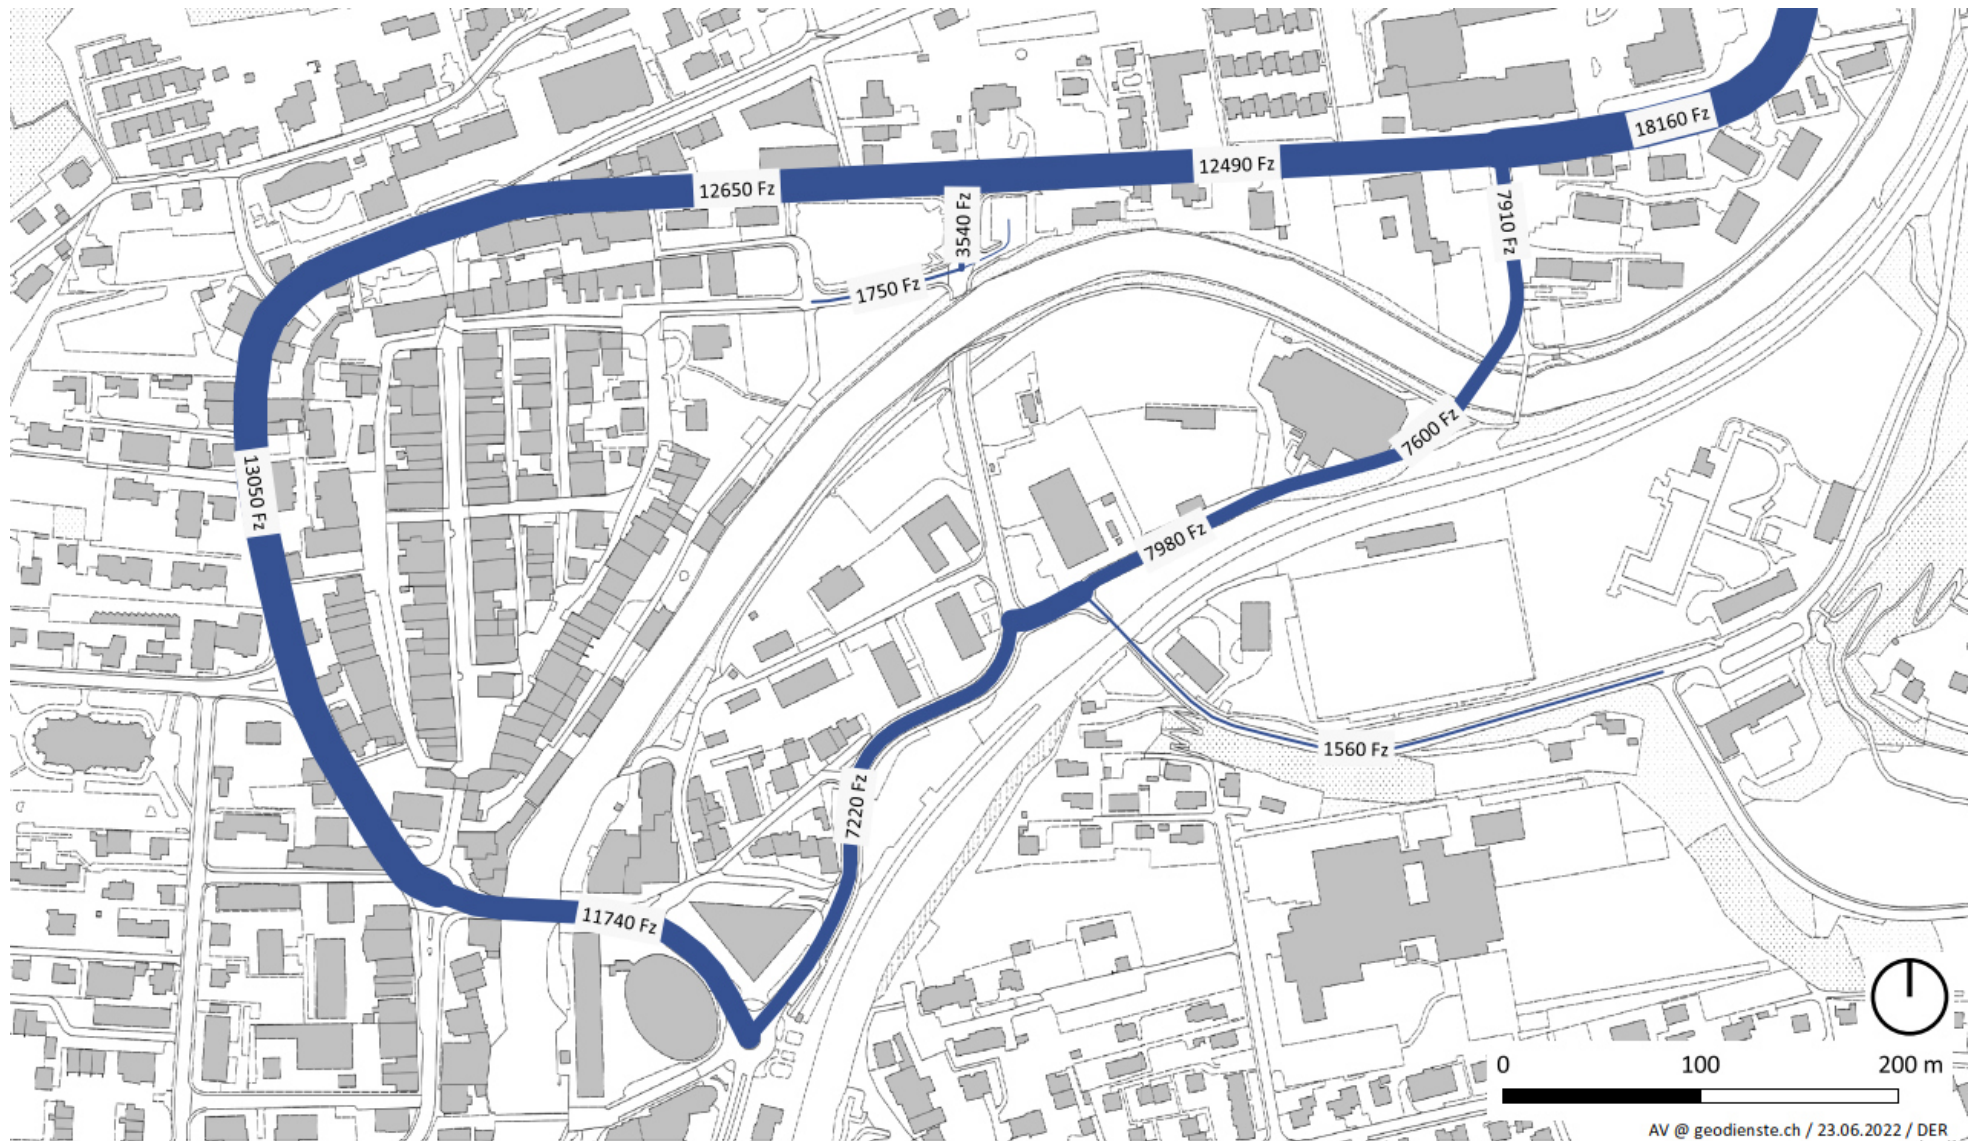 18160 Fz
12490 Fz
12650 Fz
7910 Fz
3540 Fz
1750 Fz
7600 Fz
13050 Fz
7980 Fz
1560 Fz
7220 Fz
11740 Fz
0 100 200 m
AV @ geodienste.ch / 23.06.2022 / DER